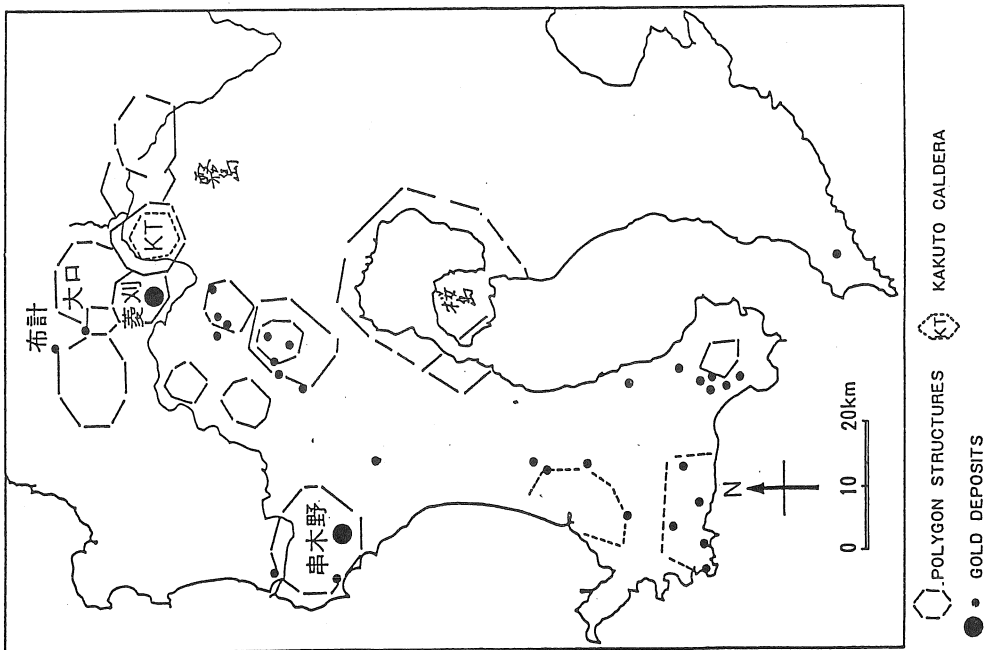 布計
大口
菱刈
KT
霧島
桜島
串木野
N
0 10 20km
POLYGON STRUCTURES
KT KAKUTO CALDERA
GOLD DEPOSITS